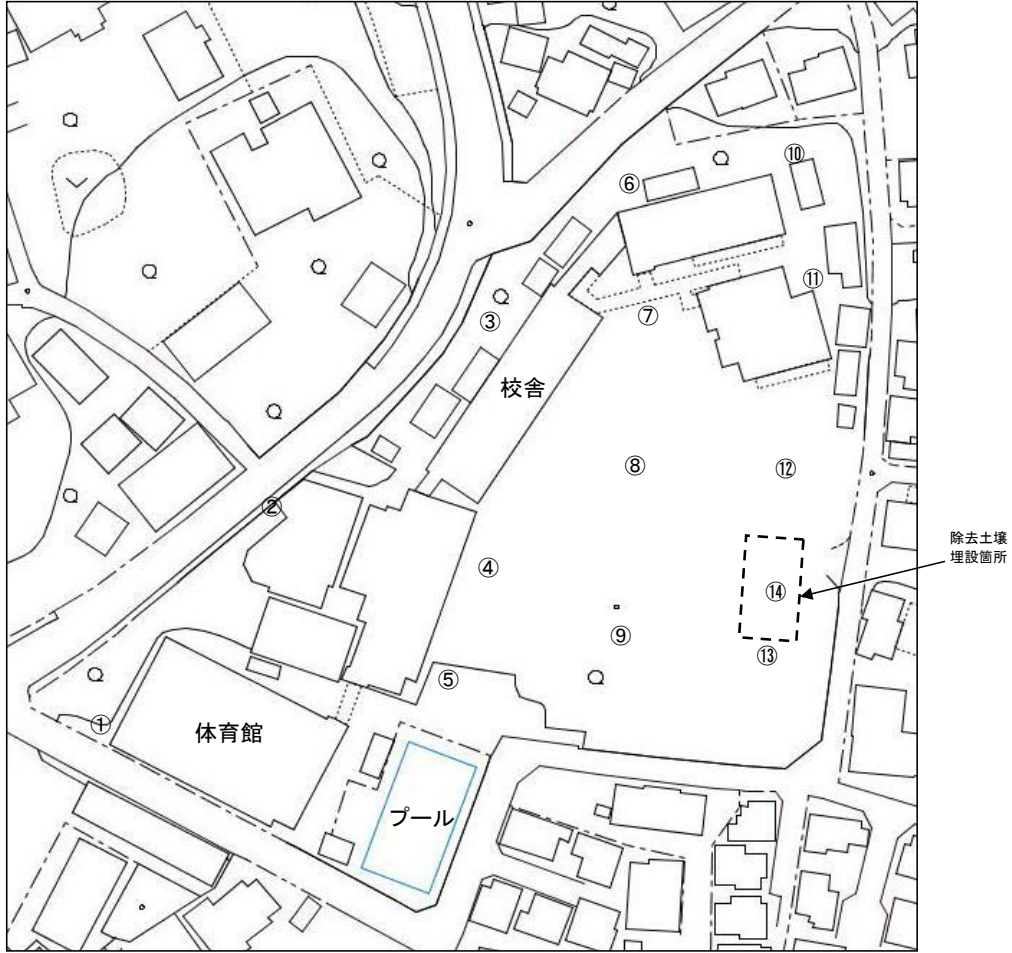 ⑩
⑥
⑪
③
⑦
校舎
⑧
⑫
②
除去土壌
埋設箇所
④
⑭
⑨
⑬
⑤
①
体育館
プール